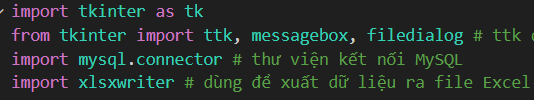 import tkinter as tk
from tkinter import ttk, messagebox, filedialog # ttk
import mysql.connector # thư viện kết nối MySQL
import xlsxwriter # dùng để xuất dữ liệu ra file Excel